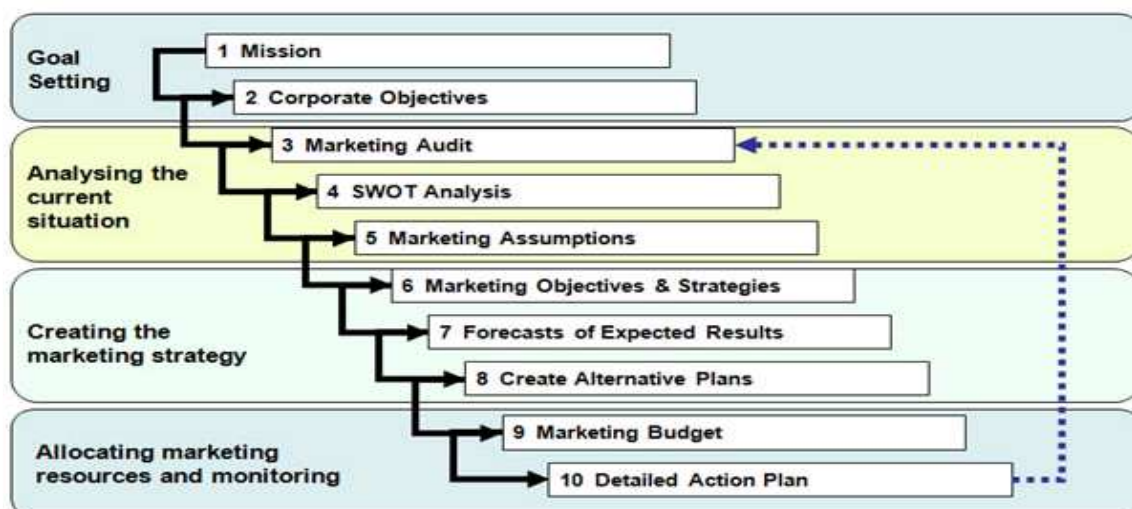 Goal
Setting
1 Mission
2 Corporate Objectives
Analysing the
current
situation
3 Marketing Audit
4 SWOT Analysis
5 Marketing Assumptions
Creating the
marketing strategy
6 Marketing Objectives & Strategies
7 Forecasts of Expected Results
8 Create Alternative Plans
Allocating marketing
resources and monitoring
9 Marketing Budget
10 Detailed Action Plan